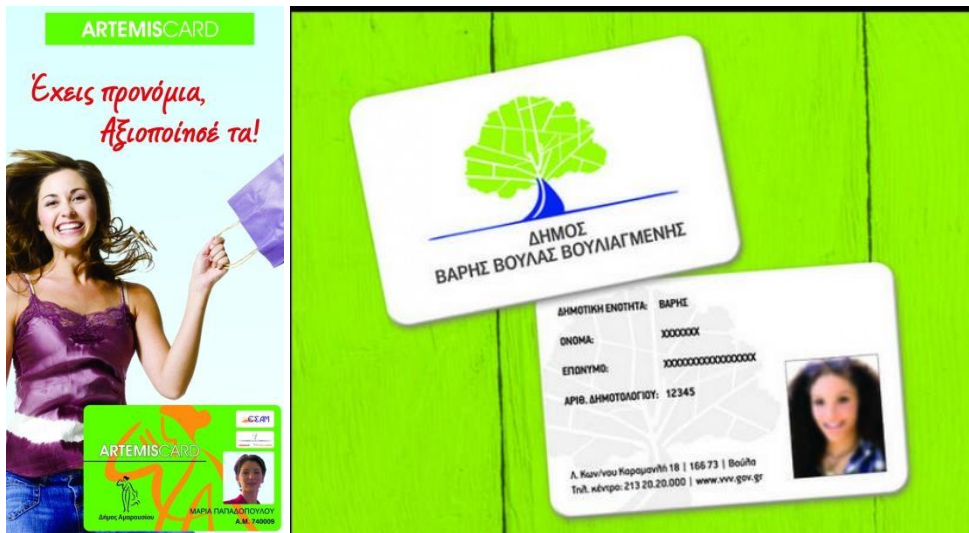 ARTEMISCARD
Έχεις προνόμια,
Αξιοποίησέ τα!
ΕΣΑΜ
ARTEMISCARD
Δήμος Αμαρουσίου
ΜΑΡΙΑ ΠΑΠΑΔΟΠΟΥΛΟΥ
Α.Μ. 740009
ΔΗΜΟΣ
ΒΑΡΗΣ ΒΟΥΛΑΣ ΒΟΥΛΙΑΓΜΕΝΗΣ
ΔΗΜΟΤΙΚΗ ΕΝΟΤΗΤΑ: ΒΑΡΗΣ
ΟΝΟΜΑ: XXXXXXX
ΕΠΩΝΥΜΟ: XXXXXXXXXXXXXXXXX
ΑΡΙΘ. ΔΗΜΟΤΟΛΟΓΙΟΥ: 12345
Λ. Κων/νου Καραμανλή 18 | 166 73 | Βούλα
Τηλ. κέντρο: 213 20.20.000 | www.vvv.gov.gr